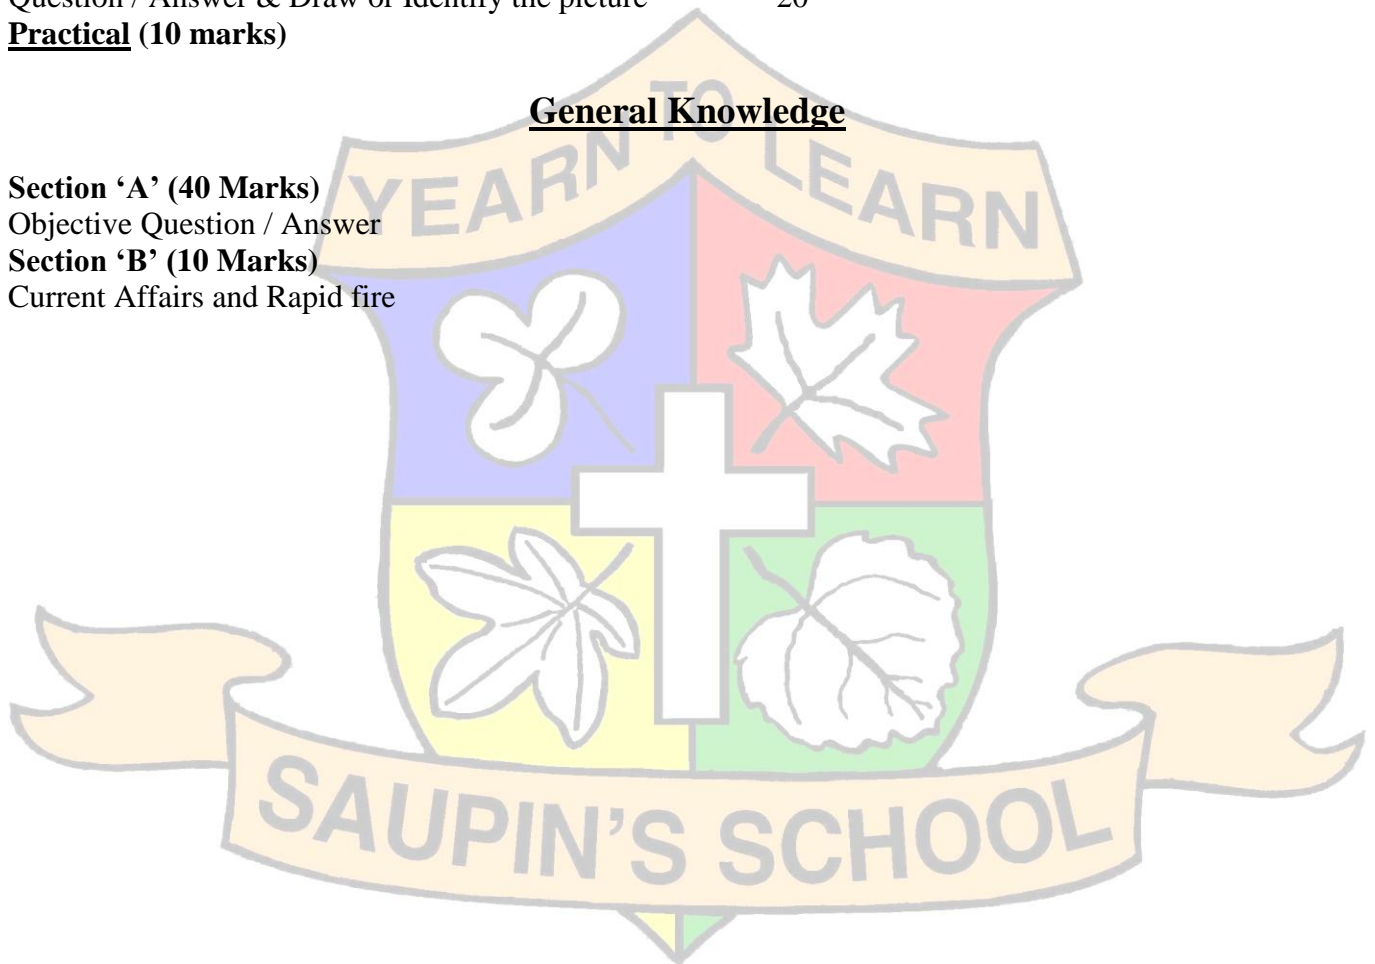 Question / Answer & Draw or Identify the picture 20
Practical (10 marks)
General Knowledge
YEARN TO LEARN
Section ‘A’ (40 Marks)
Objective Question / Answer
Section ‘B’ (10 Marks)
Current Affairs and Rapid fire
SAUPIN'S SCHOOL